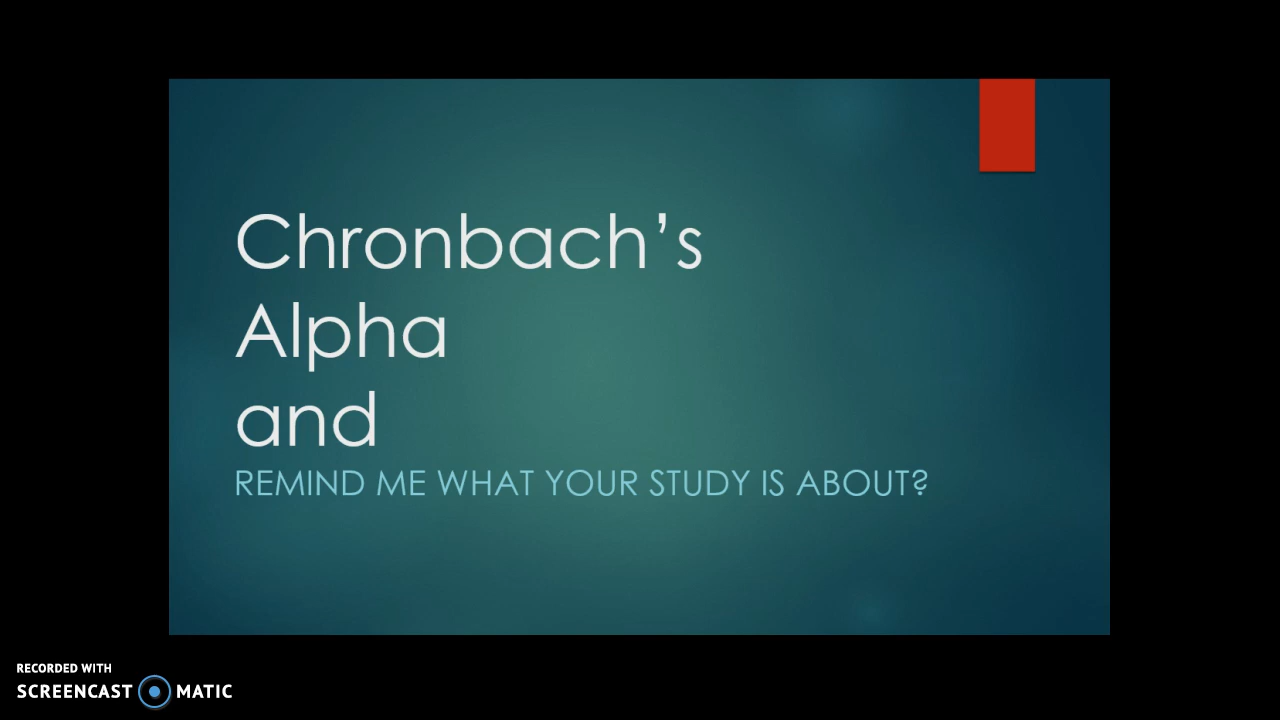 Chronbach’s
Alpha
and
REMIND ME WHAT YOUR STUDY IS ABOUT?
RECORDED WITH
SCREENCAST MATIC